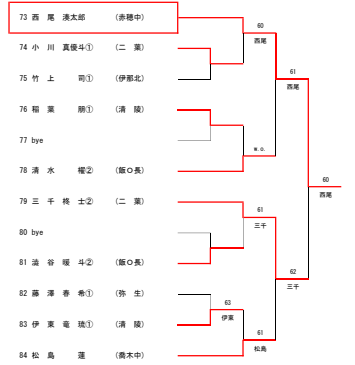 73 西　尾　湊太郎　(赤穂中)
74 小　川　真優斗①　(二　葉)
75 竹　上　　司①　(伊那北)
76 稲　葉　　朋①　(清　陵)
77 bye
78 清　水　　櫂②　(飯O長)
79 三　千　柊　士②　(二　葉)
80 bye
81 澁　谷　暖　斗②　(飯O長)
82 藤　澤　春　希①　(弥　生)
83 伊　東　竜　琉①　(清　陵)
84 松　島　　蓮　(喬木中)
60
西尾
61
西尾
W.O.
60
西尾
61
三千
62
三千
63
伊東
61
松島